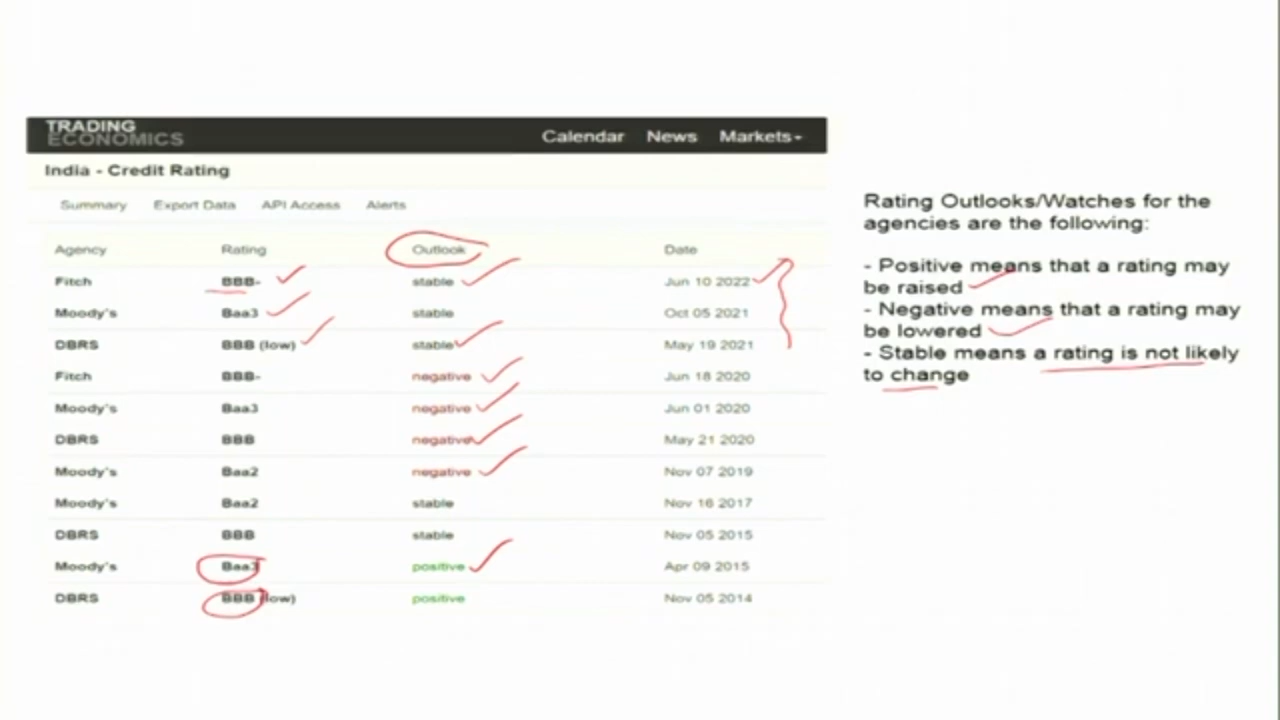 TRADING
ECONOMICS
Calendar News Markets
India - Credit Rating
Summary Export Data API Access Alerts
Agency Rating Outlook Date
Fitch BBB- stable Jun 10 2022
Moody's Baa3 stable Oct 05 2021
DBRS BBB (low) stable May 19 2021
Fitch BBB- negative Jun 18 2020
Moody's Baa3 negative Jun 01 2020
DBRS BBB negative May 21 2020
Moody's Baa2 negative Nov 07 2019
Moody's Baa2 stable Nov 16 2017
DBRS BBB stable Nov 05 2015
Moody's Baa3 positive Apr 09 2015
DBRS BBB (low) positive Nov 05 2014
Rating Outlooks/Watches for the
agencies are the following:
- Positive means that a rating may
be raised
- Negative means that a rating may
be lowered
- Stable means a rating is not likely
to change